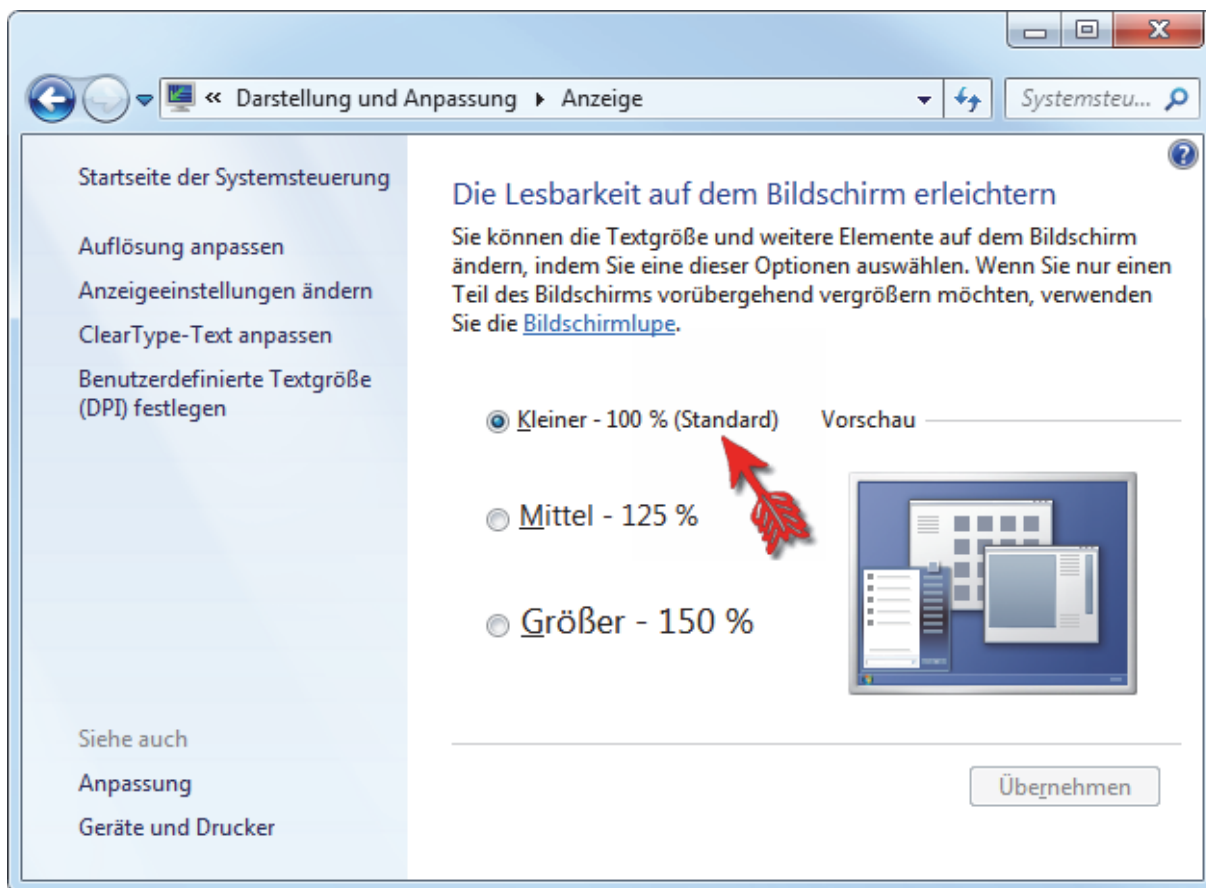 « Darstellung und Anpassung ▸ Anzeige
Systemsteu...
Startseite der Systemsteuerung
Auflösung anpassen
Anzeigeeinstellungen ändern
ClearType-Text anpassen
Benutzerdefinierte Textgröße
(DPI) festlegen
Siehe auch
Anpassung
Geräte und Drucker
Die Lesbarkeit auf dem Bildschirm erleichtern
Sie können die Textgröße und weitere Elemente auf dem Bildschirm
ändern, indem Sie eine dieser Optionen auswählen. Wenn Sie nur einen
Teil des Bildschirms vorübergehend vergrößern möchten, verwenden
Sie die Bildschirmlupe.
Kleiner - 100 % (Standard)
Vorschau
Mittel - 125 %
Größer - 150 %
Übernehmen